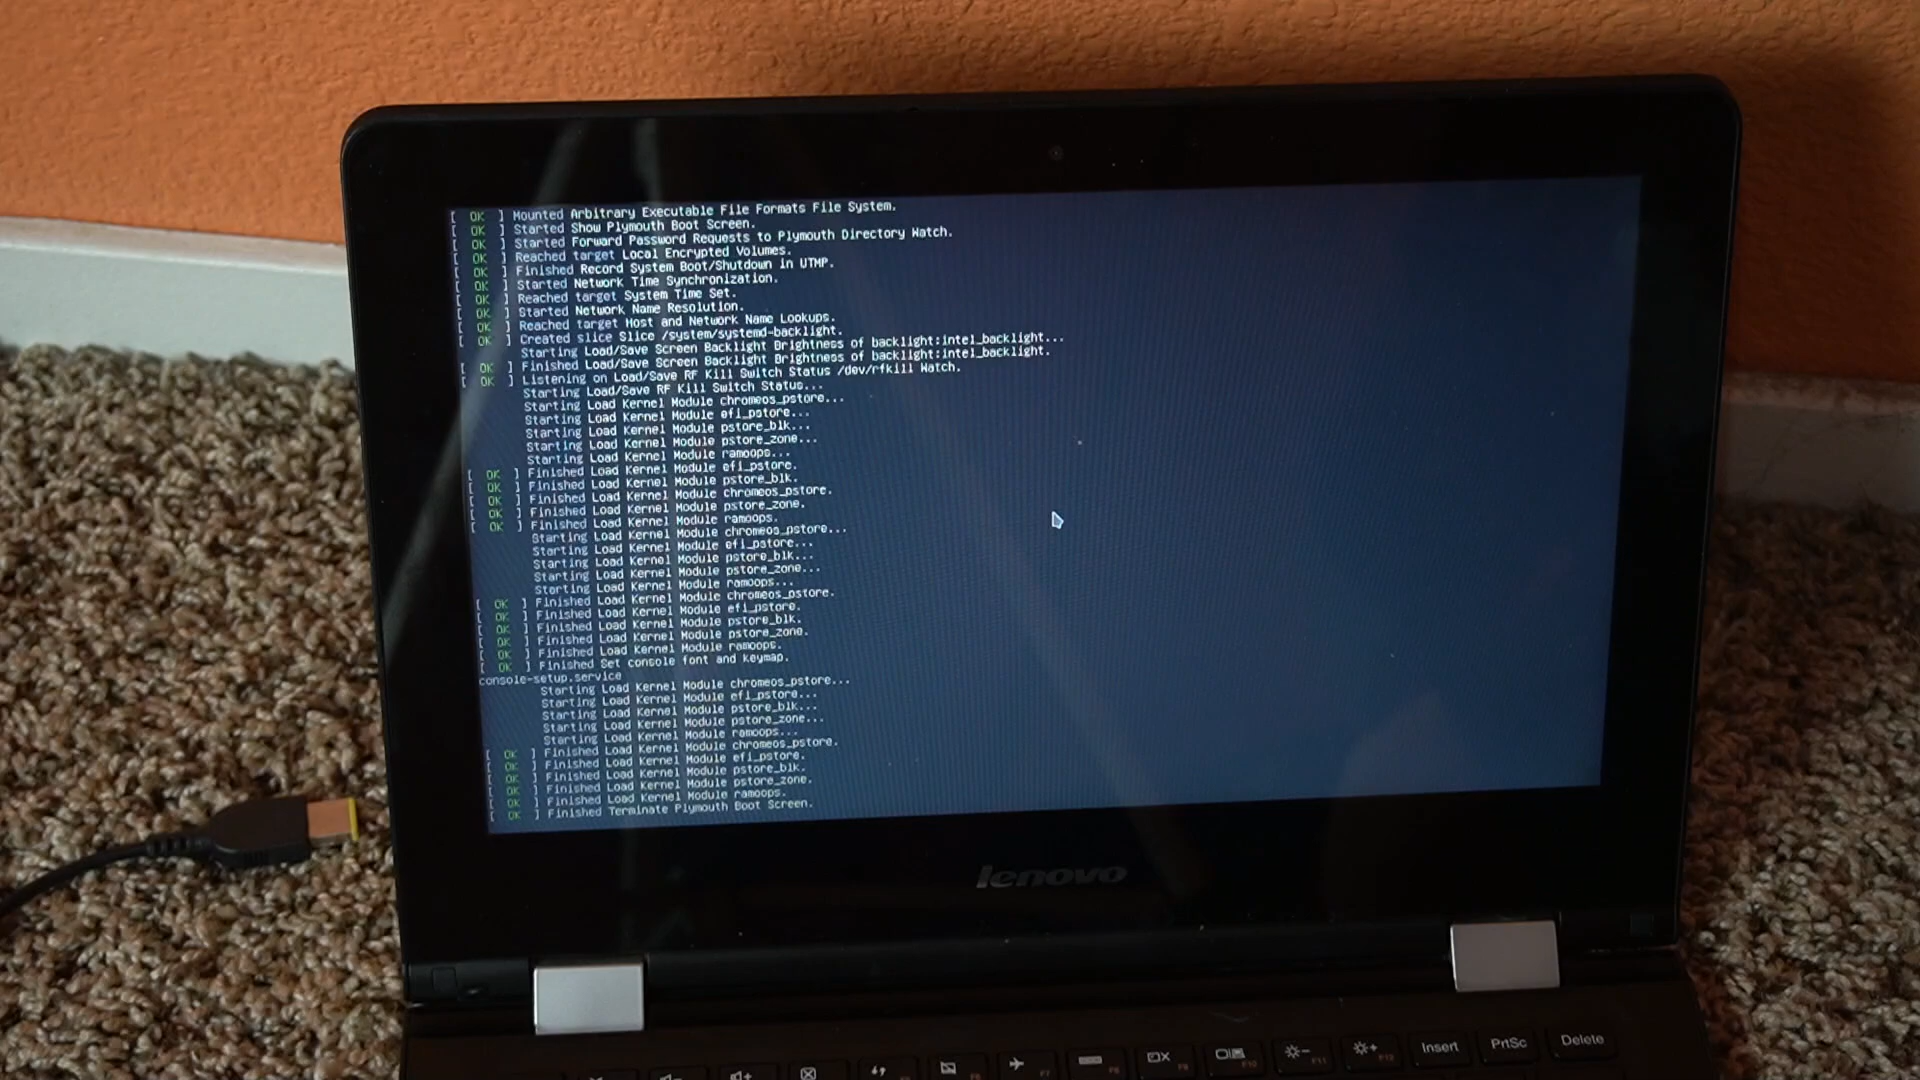 [ OK ] Mounted Arbitrary Executable File Formats File System.
[ OK ] Started Show Plymouth Boot Screen.
[ OK ] Started Forward Password Requests to Plymouth Directory Watch.
[ OK ] Reached target Local Encrypted Volumes.
[ OK ] Finished Record System Boot/Shutdown in UTMP.
[ OK ] Started Network Time Synchronization.
[ OK ] Reached target System Time Set.
[ OK ] Started Network Name Resolution.
[ OK ] Reached target Host and Network Name Lookups.
[ OK ] Created slice Slice /system/systemd-backlight.
Starting Load/Save Screen Backlight Brightness of backlight:intel_backlight...
[ OK ] Finished Load/Save Screen Backlight Brightness of backlight:intel_backlight.
[ OK ] Listening on Load/Save RF Kill Switch Status /dev/rfkill Watch.
Starting Load/Save RF Kill Switch Status...
Starting Load Kernel Module chromeos_pstore...
Starting Load Kernel Module efi_pstore...
Starting Load Kernel Module pstore_blk...
Starting Load Kernel Module pstore_zone...
Starting Load Kernel Module ramoops...
[ OK ] Finished Load Kernel Module efi_pstore.
[ OK ] Finished Load Kernel Module pstore_blk.
[ OK ] Finished Load Kernel Module chromeos_pstore.
[ OK ] Finished Load Kernel Module pstore_zone.
[ OK ] Finished Load Kernel Module ramoops.
Starting Load Kernel Module chromeos_pstore...
Starting Load Kernel Module efi_pstore...
Starting Load Kernel Module pstore_blk...
Starting Load Kernel Module pstore_zone...
Starting Load Kernel Module ramoops...
[ OK ] Finished Load Kernel Module chromeos_pstore.
[ OK ] Finished Load Kernel Module efi_pstore.
[ OK ] Finished Load Kernel Module pstore_blk.
[ OK ] Finished Load Kernel Module pstore_zone.
[ OK ] Finished Load Kernel Module ramoops.
[ OK ] Finished Set console font and keymap.
console-setup.service
Starting Load Kernel Module chromeos_pstore...
Starting Load Kernel Module efi_pstore...
Starting Load Kernel Module pstore_blk...
Starting Load Kernel Module pstore_zone...
Starting Load Kernel Module ramoops...
[ OK ] Finished Load Kernel Module chromeos_pstore.
[ OK ] Finished Load Kernel Module efi_pstore.
[ OK ] Finished Load Kernel Module pstore_blk.
[ OK ] Finished Load Kernel Module pstore_zone.
[ OK ] Finished Load Kernel Module ramoops.
[ OK ] Finished Terminate Plymouth Boot Screen.
lenovo
F7 F11 F12 Insert PrtSc Delete